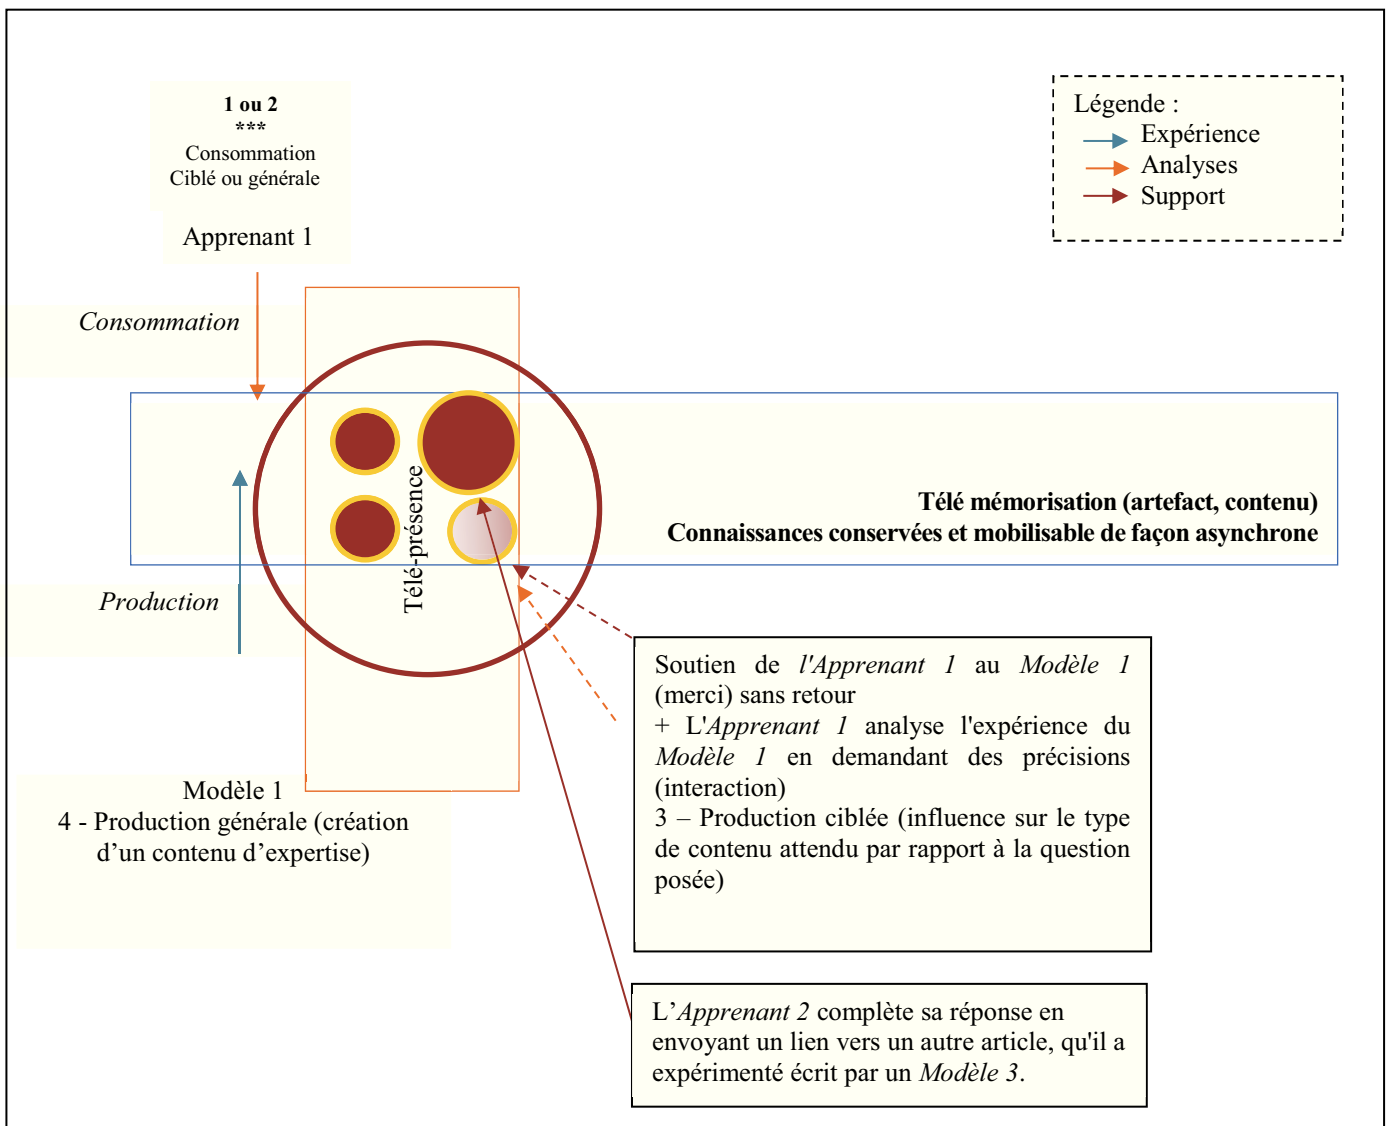 1 ou 2
***
Consommation
Ciblé ou générale
Apprenant 1
Légende :
Expérience
Analyses
Support
Consommation
Télé-présence
Télé mémorisation (artefact, contenu)
Connaissances conservées et mobilisable de façon asynchrone
Production
Soutien de l'Apprenant 1 au Modèle 1
(merci) sans retour
+ L'Apprenant 1 analyse l'expérience du
Modèle 1 en demandant des précisions
(interaction)
3 – Production ciblée (influence sur le type
de contenu attendu par rapport à la question
posée)
Modèle 1
4 - Production générale (création
d’un contenu d’expertise)
L’Apprenant 2 complète sa réponse en
envoyant un lien vers un autre article, qu'il a
expérimenté écrit par un Modèle 3.